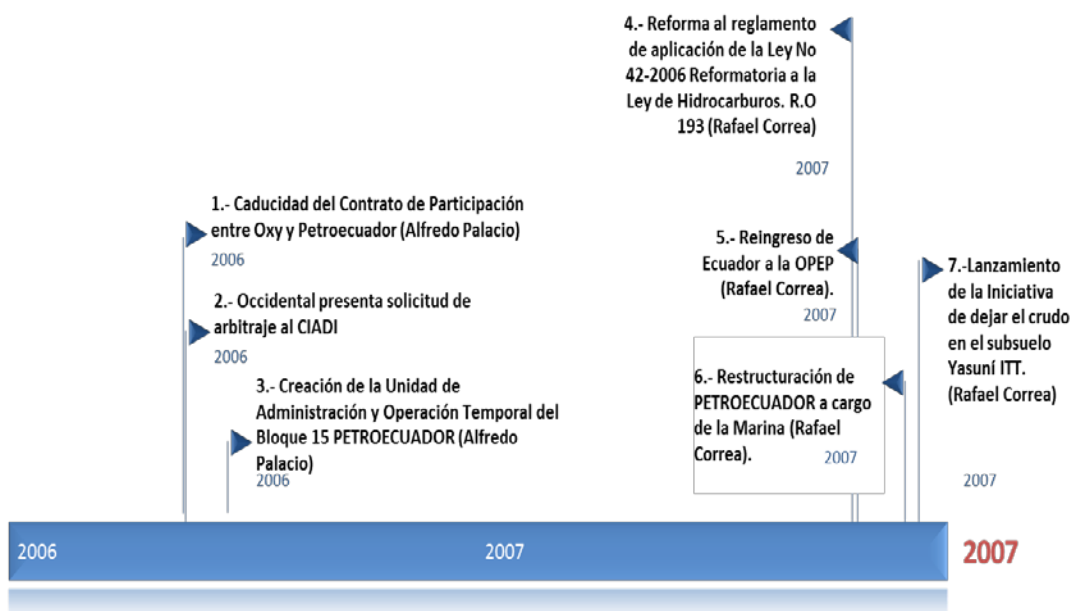 1.- Caducidad del Contrato de Participación
entre Oxy y Petroecuador (Alfredo Palacio)
2006
2.- Occidental presenta solicitud de
arbitraje al CIADI
2006
3.- Creación de la Unidad de
Administración y Operación Temporal del
Bloque 15 PETROECUADOR (Alfredo
Palacio)
2006
4.- Reforma al reglamento
de aplicación de la Ley No
42-2006 Reformatoria a la
Ley de Hidrocarburos. R.O
193 (Rafael Correa)
2007
5.- Reingreso de
Ecuador a la OPEP
(Rafael Correa).
2007
6.- Restructuración de
PETROECUADOR a cargo
de la Marina (Rafael
Correa).
2007
7.-Lanzamiento
de la Iniciativa
de dejar el crudo
en el subsuelo
Yasuní ITT.
(Rafael Correa)
2007
2006
2007
2007